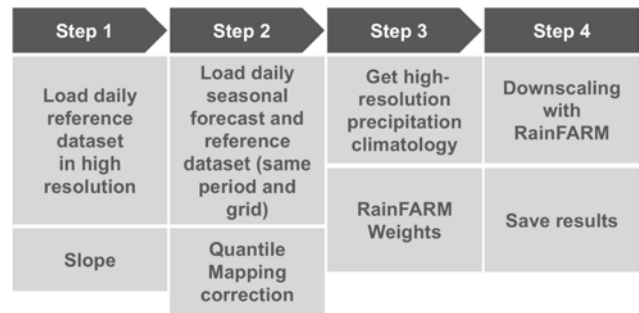 Step 1
Step 2
Step 3
Step 4
Load daily
reference
dataset
in high
resolution
Slope
Load daily
seasonal
forecast and
reference
dataset (same
period and
grid)
Quantile
Mapping
correction
Get high-
resolution
precipitation
climatology
RainFARM
Weights
Downscaling
with
RainFARM
Save results